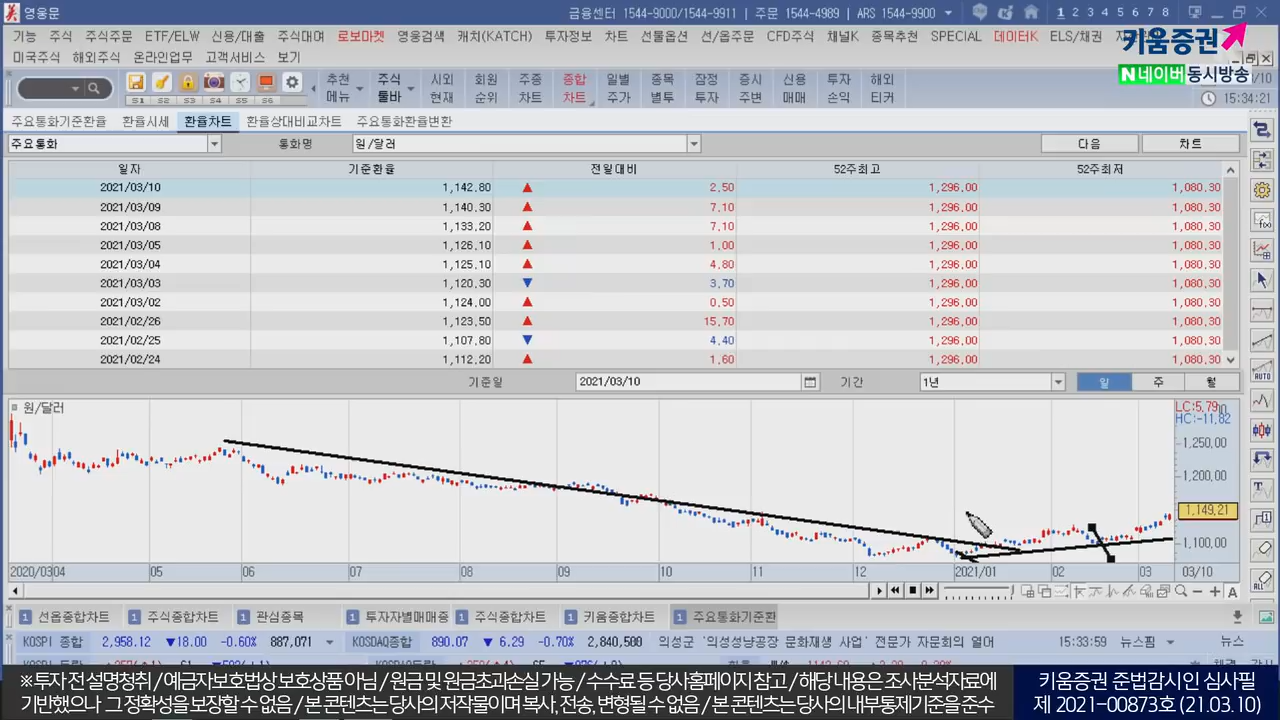 영웅문
금융센터 1544-9000/1544-9911 | 주문 1544-4989 | ARS 1544-9900
1 2 3 4 5 6 7 8
기능 주식 주식주문 ETF/ELW 신용/대출 주식대여 로보마켓 영웅검색 캐치(KATCH) 투자정보 차트 선물옵션 선/옵주문 CFD주식 채널K 종목추천 SPECIAL 데이터K ELS/채권
키움증권
미국주식 해외주식 온라인업무 고객서비스 보기
N 네이버 동시방송
S1 S2 S3 S4 S5 S6
추천 메뉴 주식 툴바 시외 현재 회원 순위 주종 차트 종합 차트 일별 주가 종목 별투 잠정 투자 증시 주변 신용 매매 투자 손익 해외 티커
15:34:21
주요통화기준환율 환율시세 환율차트 환율상대비교차트 주요통화환율변환
주요통화 통화명 원/달러 다음 차트
일자 기준환율 전일대비 52주최고 52주최저
2021/03/10 1,142.80 ▲ 2.50 1,296.00 1,080.30
2021/03/09 1,140.30 ▲ 7.10 1,296.00 1,080.30
2021/03/08 1,133.20 ▲ 7.10 1,296.00 1,080.30
2021/03/05 1,126.10 ▲ 1.00 1,296.00 1,080.30
2021/03/04 1,125.10 ▲ 4.80 1,296.00 1,080.30
2021/03/03 1,120.30 ▼ 3.70 1,296.00 1,080.30
2021/03/02 1,124.00 ▲ 0.50 1,296.00 1,080.30
2021/02/26 1,123.50 ▲ 15.70 1,296.00 1,080.30
2021/02/25 1,107.80 ▼ 4.40 1,296.00 1,080.30
2021/02/24 1,112.20 ▲ 1.60 1,296.00 1,080.30
기준일 2021/03/10 기간 1년 일 주 월
원/달러
LC:5.79
HC:-11.82
1,250.00
1,200.00
1,149.21
1,100.00
2020/03 04 05 06 07 08 09 10 11 12 2021/01 02 03 03/10
A
AUTO
ALL
1 선옵종합차트 1 주식종합차트 1 관심종목 1 투자자별매매종 1 주식종합차트 1 키움종합차트 1 주요통화기준환
KOSPI 종합 2,958.12 ▼18.00 -0.60% 887,071 KOSDAQ종합 890.07 ▼ 6.29 -0.70% 2,840,500 의성군 '의성성냥공장 문화재생 사업' 전문가 자문회의 열어 15:33:59 뉴스핌 뉴스
※투자 전 설명청취 / 예금자보호법상 보호상품 아님 / 원금 및 원금초과손실 가능 / 수수료 등 당사홈페이지 참고 / 해당 내용은 조사분석자료에
기반했으나 그 정확성을 보장할 수 없음 / 본 콘텐츠는 당사의 저작물이며 복사, 전송, 변형될 수 없음 / 본 콘텐츠는 당사의 내부통제기준을 준수
키움증권 준법감시인 심사필
제 2021-00873호 (21.03.10)